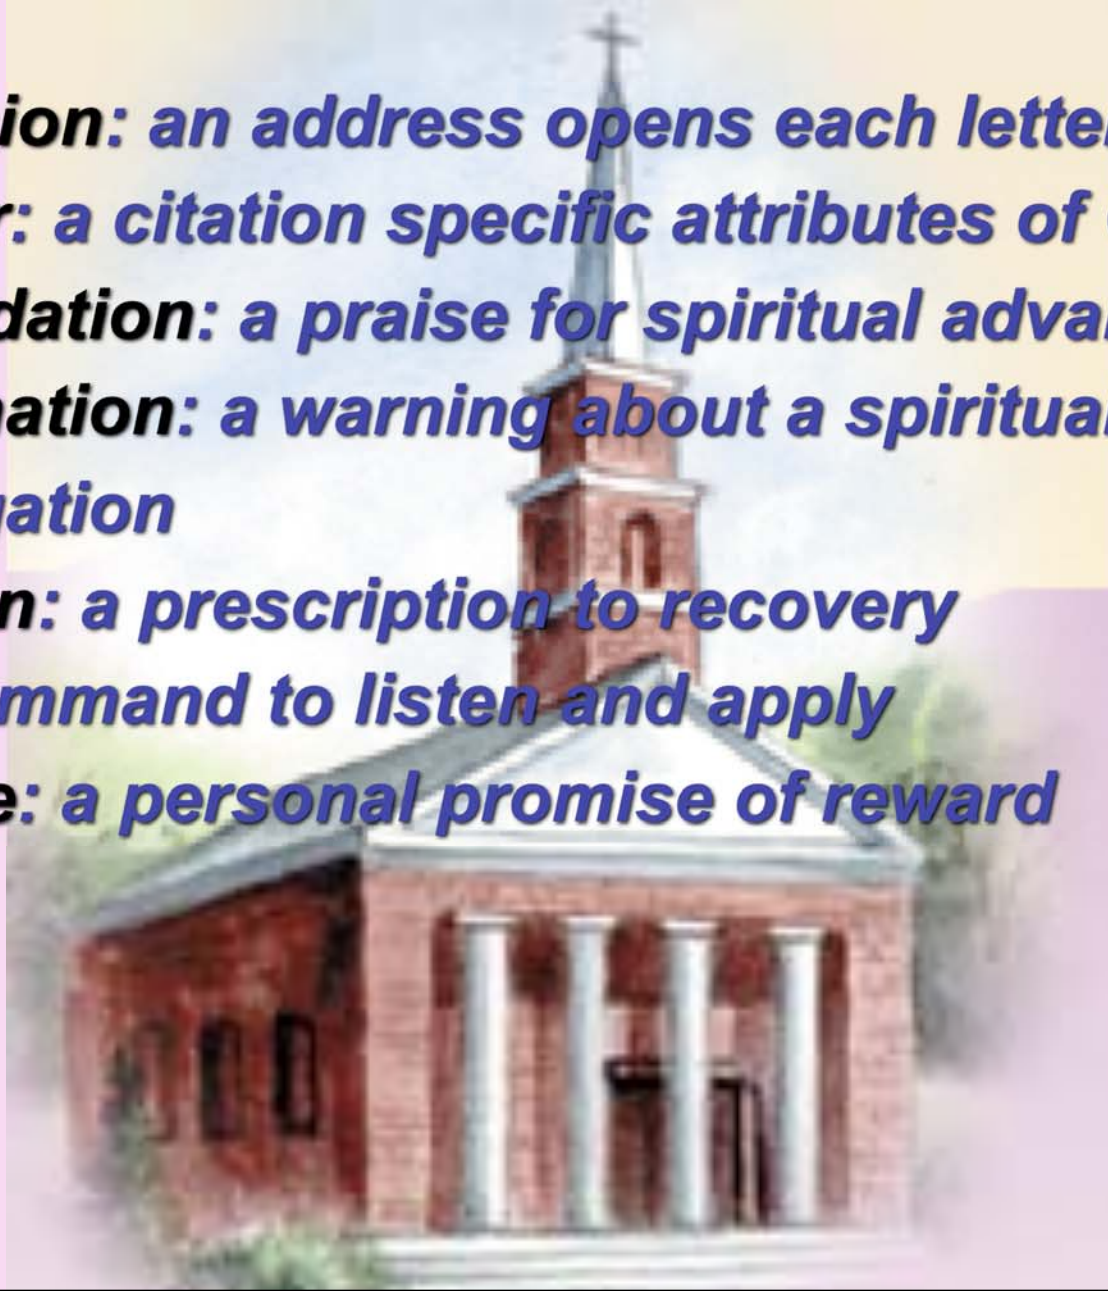 ion: an address opens each letter
r: a citation specific attributes of
dation: a praise for spiritual adva
ation: a warning about a spiritual
ation
n: a prescription to recovery
mmand to listen and apply
e: a personal promise of reward